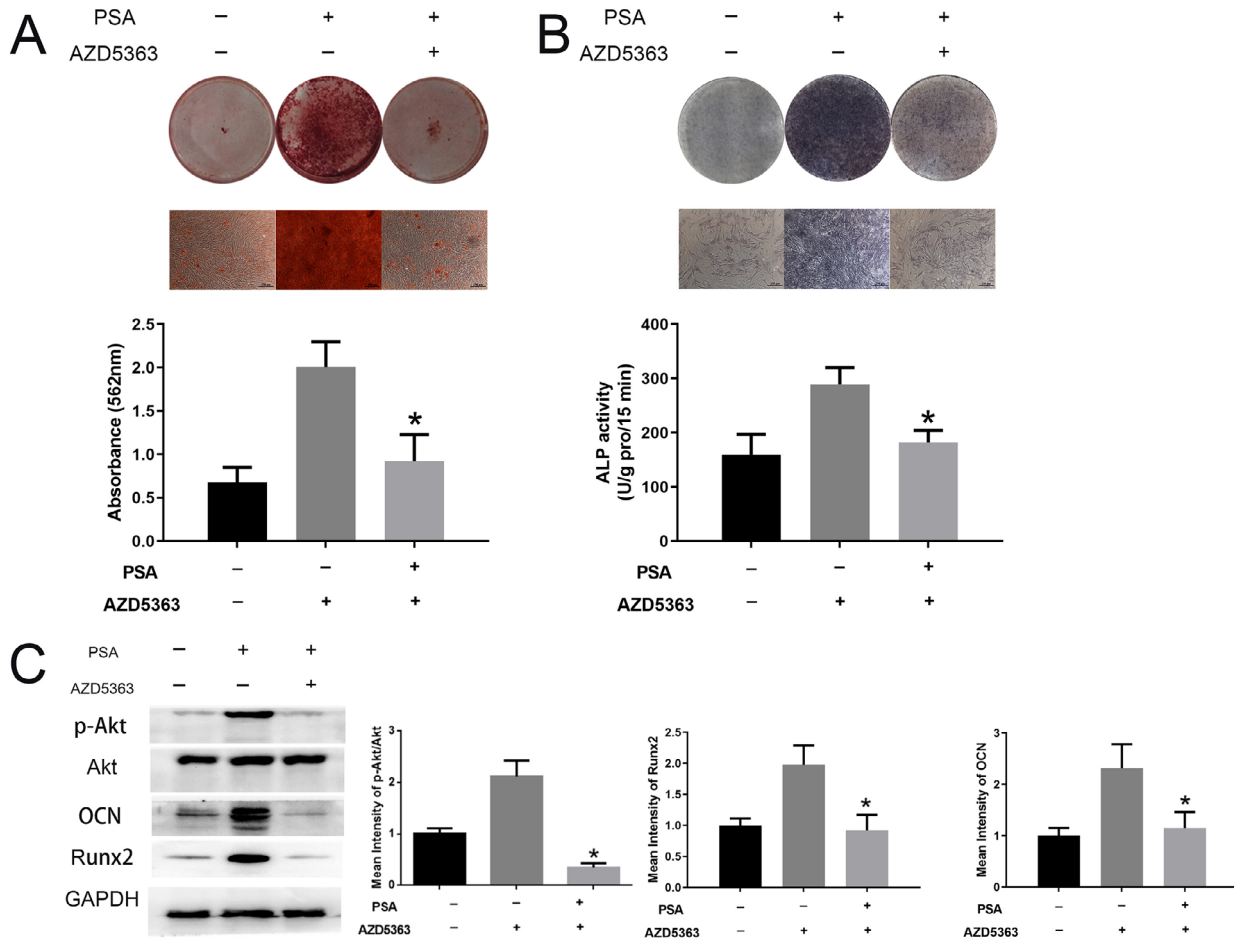 A
PSA – + +
AZD5363 – – +
Absorbance (562nm)
2.5
2.0
1.5
1.0
0.5
0.0
*
PSA – – +
AZD5363 – + +
B
PSA – + +
AZD5363 – – +
ALP activity
(U/g pro/15 min)
400
300
200
100
0
*
PSA – – +
AZD5363 – + +
C
PSA – + +
AZD5363 – – +
p-Akt
Akt
OCN
Runx2
GAPDH
Mean Intensity of p-Akt/Akt
3
2
1
0
*
PSA – – +
AZD5363 – + +
Mean Intensity of Runx2
2.5
2.0
1.5
1.0
0.5
0.0
*
PSA – – +
AZD5363 – + +
Mean Intensity of OCN
3
2
1
0
*
PSA – – +
AZD5363 – + +